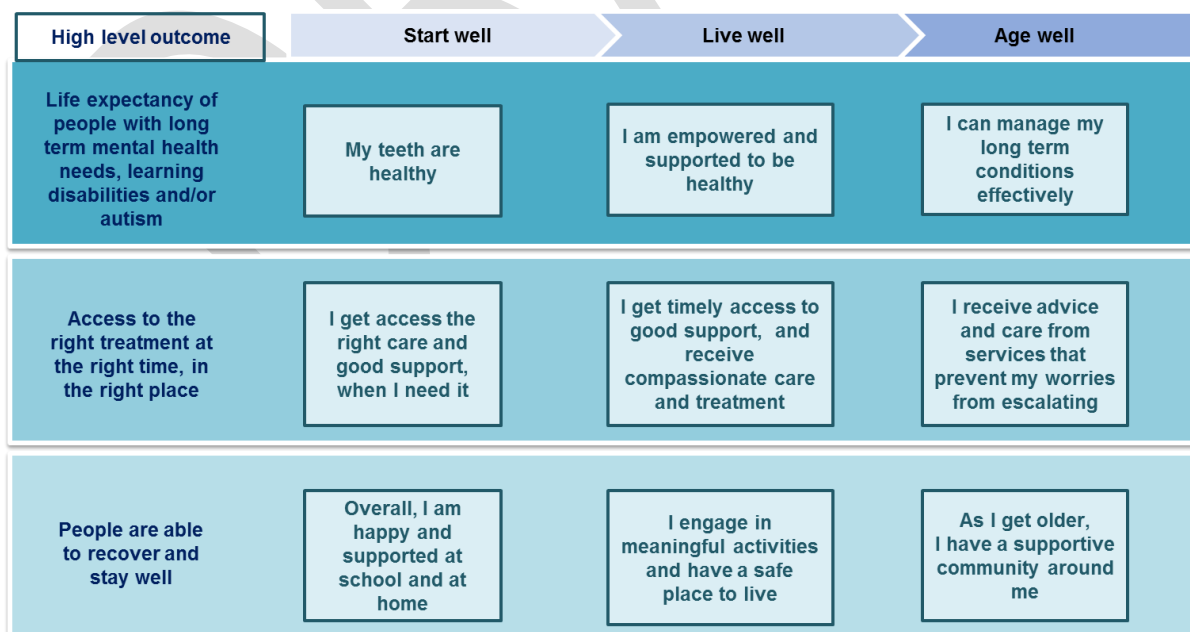 High level outcome
Start well
Live well
Age well
Life expectancy of
people with long
term mental health
needs, learning
disabilities and/or
autism
My teeth are
healthy
I am empowered and
supported to be
healthy
I can manage my
long term
conditions
effectively
Access to the
right treatment at
the right time, in
the right place
I get access the
right care and
good support,
when I need it
I get timely access to
good support, and
receive
compassionate care
and treatment
I receive advice
and care from
services that
prevent my worries
from escalating
People are able
to recover and
stay well
Overall, I am
happy and
supported at
school and at
home
I engage in
meaningful activities
and have a safe
place to live
As I get older,
I have a supportive
community around
me